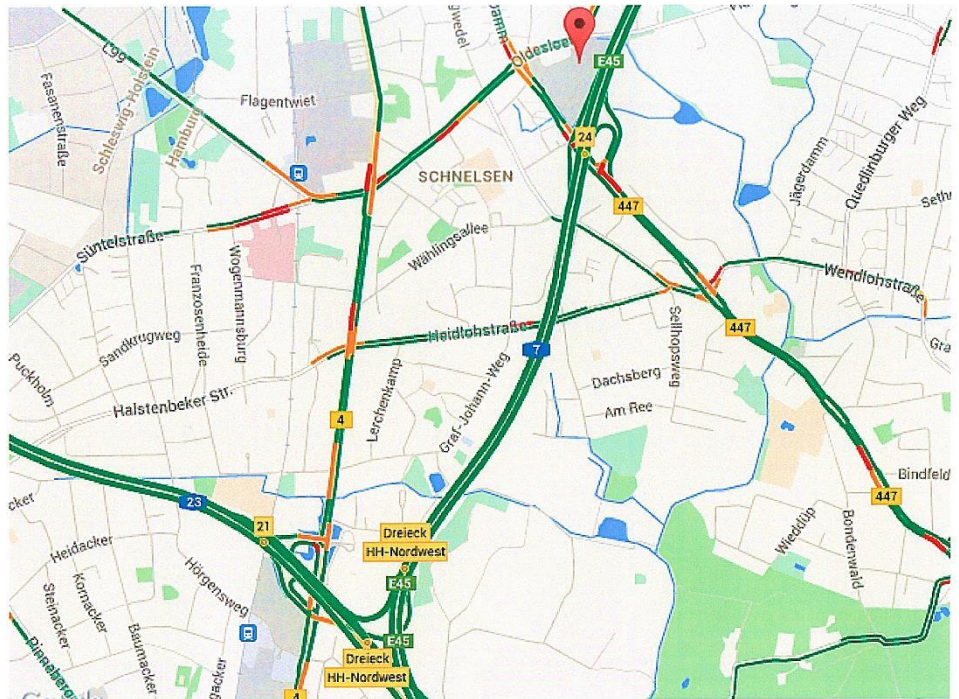 L99
Oldesloe
E45
Fasanenstraße
Schleswig-Holstein
Hamburg
Flagentwiet
24
SCHNELSEN
447
Jägerdamm
Quedlinburger Weg
Süntelstraße
Wogenmannsburg
Wählingsallee
Wendlohstraße
Franzosenheide
Sandkrugweg
Heidlohstraße
447
Sellhopsweg
7
Puckholm
Halstenbeker Str.
Lerchenkamp
Graf-Johann-Weg
Dachsberg
Am Ree
4
23
447
Bindfeld
21
Dreieck
HH-Nordwest
Wieddüp
Bondenwald
Heidacker
Hörgensweg
E45
Kornacker
Steinacker
Baumacker
E45
Dreieck
HH-Nordwest
4